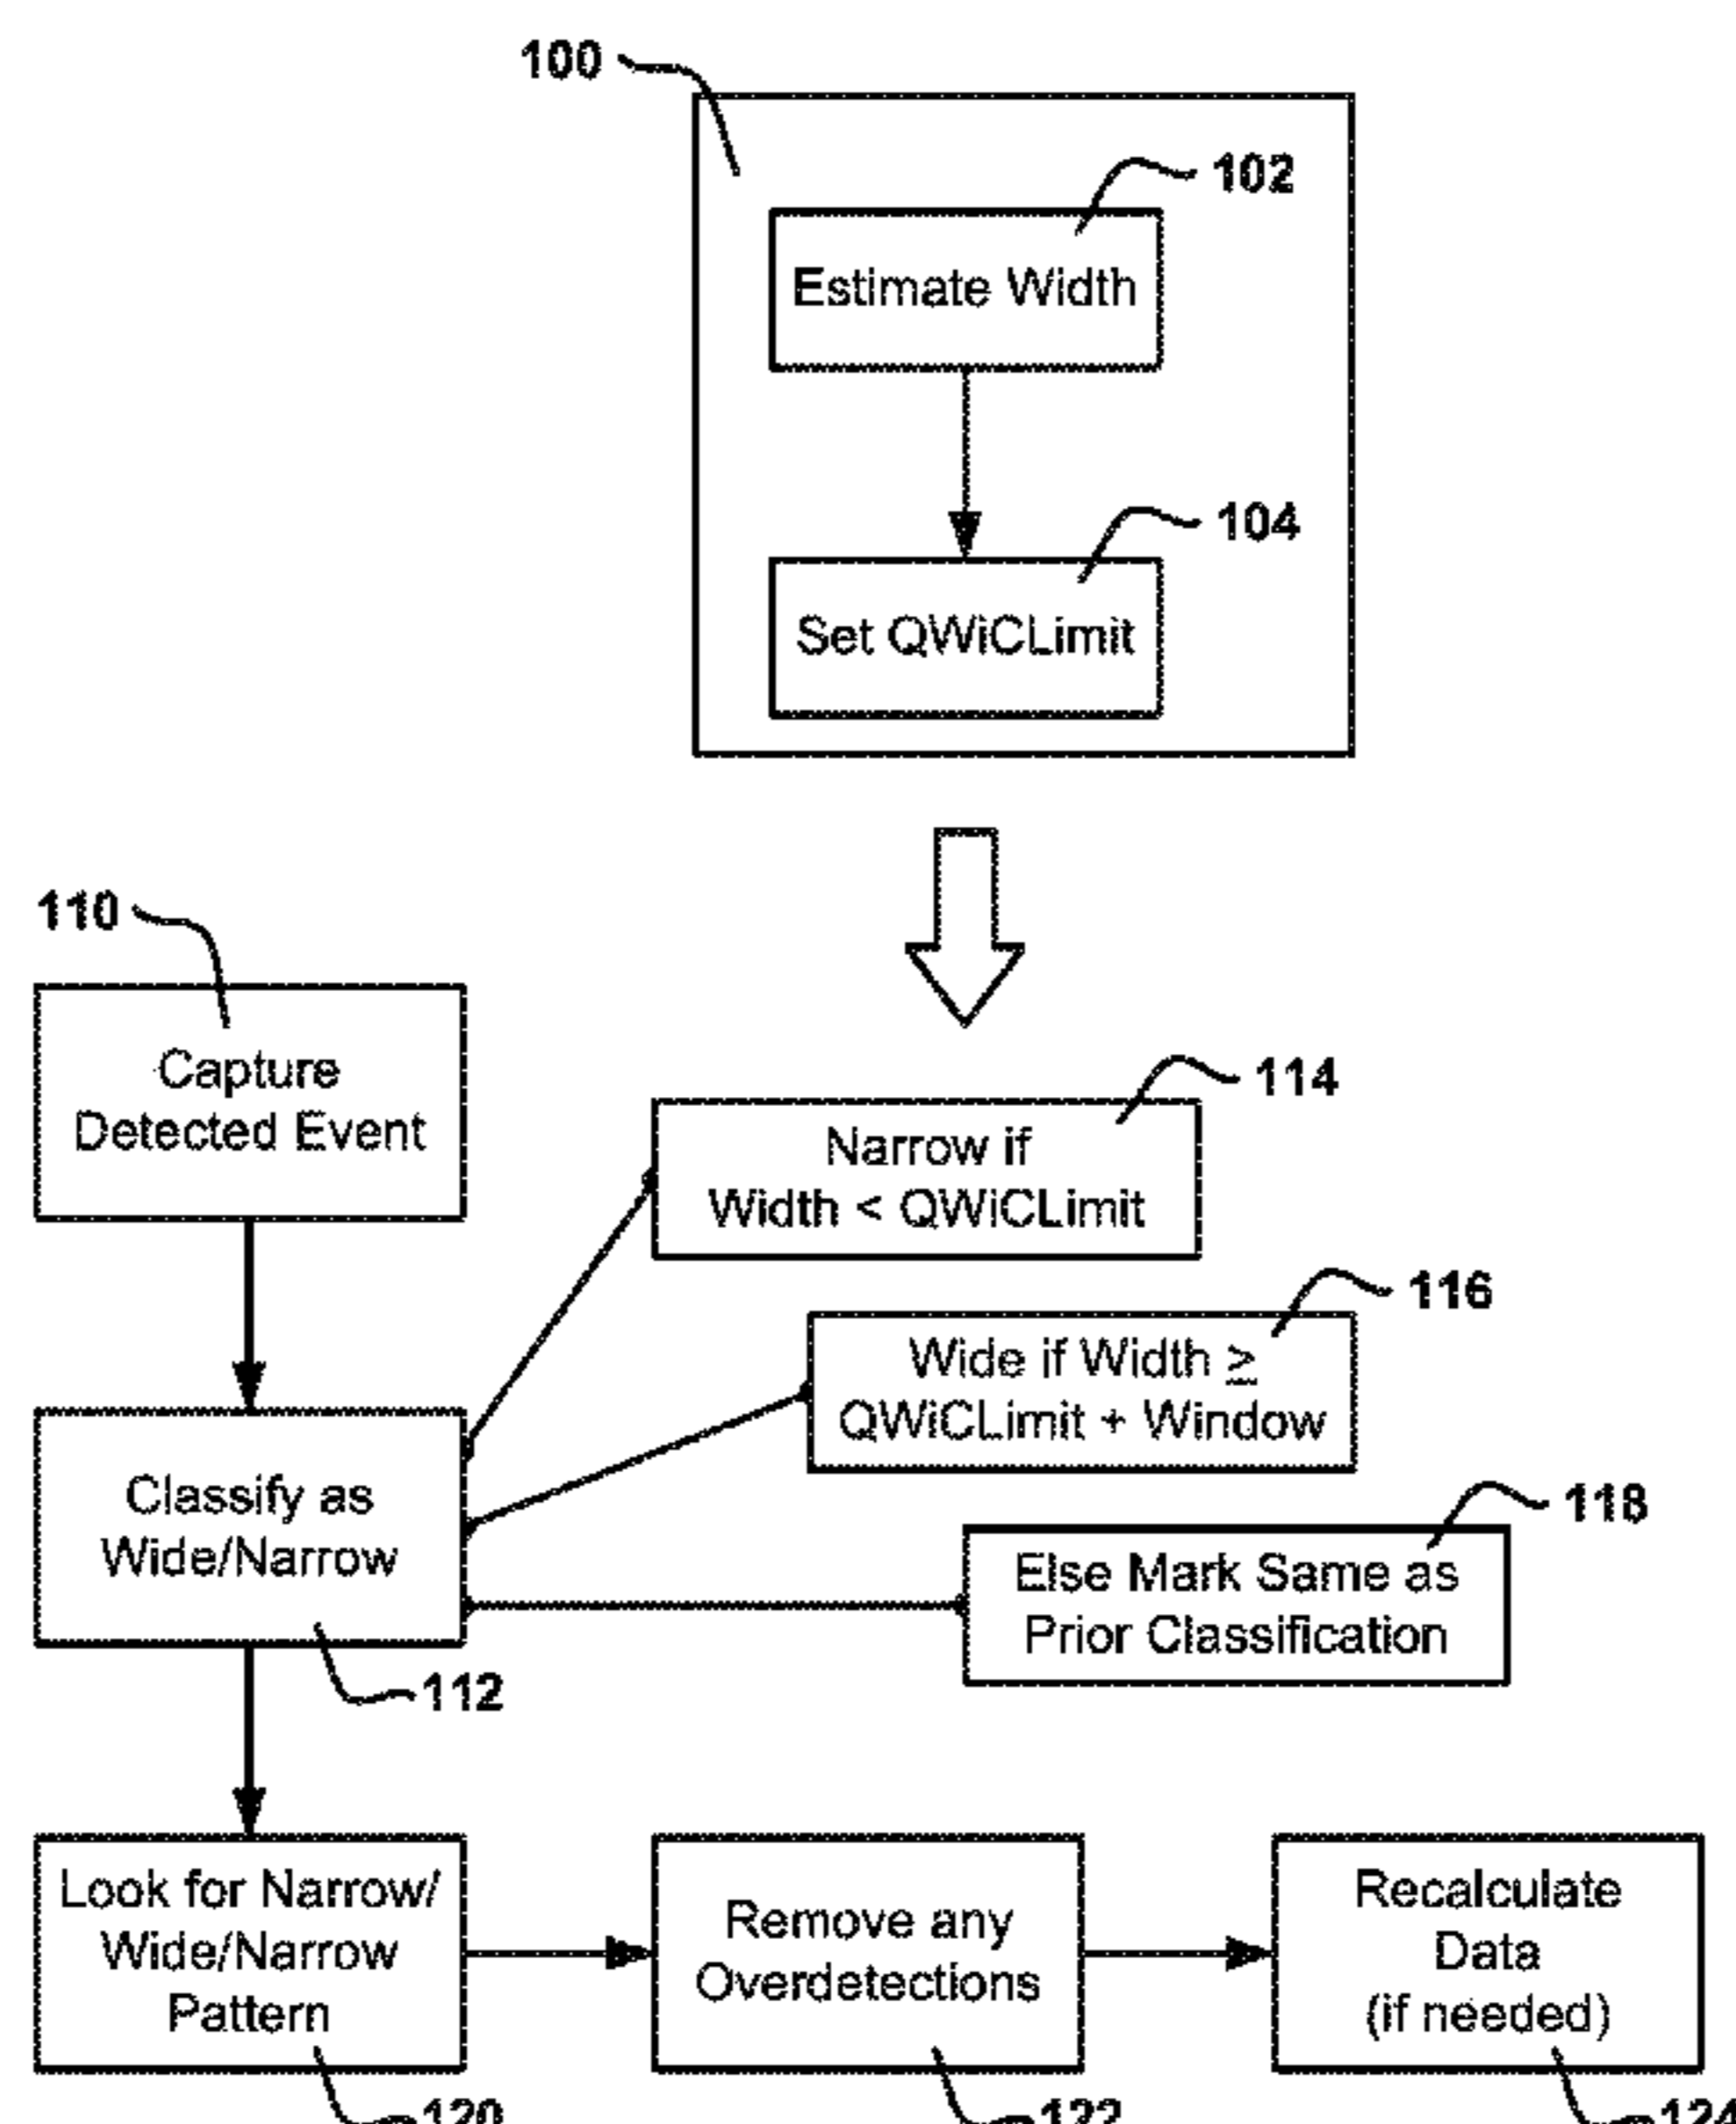 100
102
Estimate Width
104
Set QWiCLimit
110
Capture
Detected Event
114
Narrow if
Width < QWiCLimit
116
Wide if Width ≥
QWiCLimit + Window
118
Else Mark Same as
Prior Classification
Classify as
Wide/Narrow
112
Look for Narrow/
Wide/Narrow
Pattern
Remove any
Overdetections
Recalculate
Data
(if needed)
120
122
124